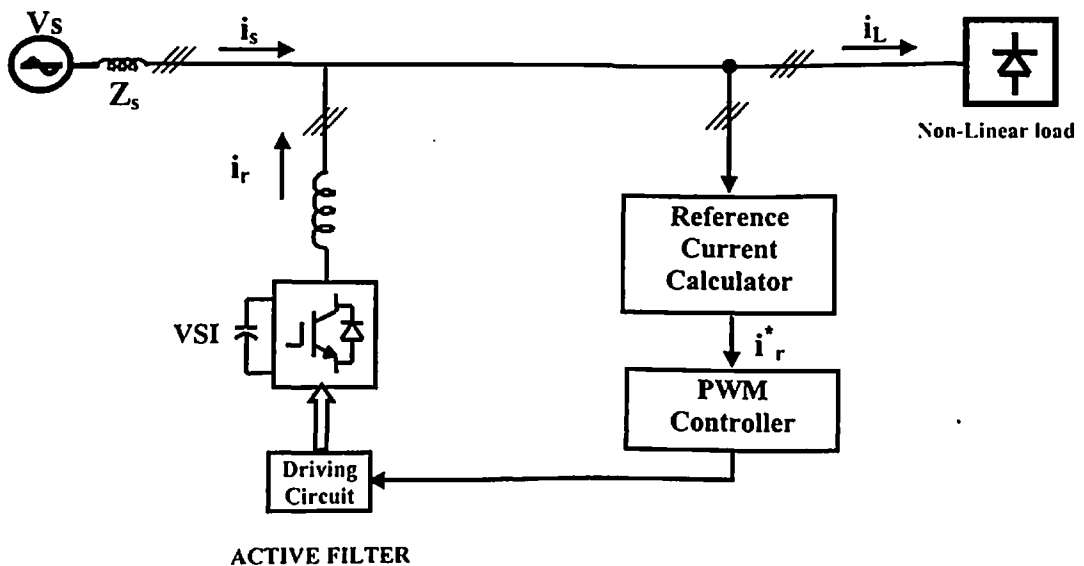 Vs
Zs
is
iL
Non-Linear load
ir
Reference
Current
Calculator
i*r
VSI
PWM
Controller
Driving
Circuit
ACTIVE FILTER